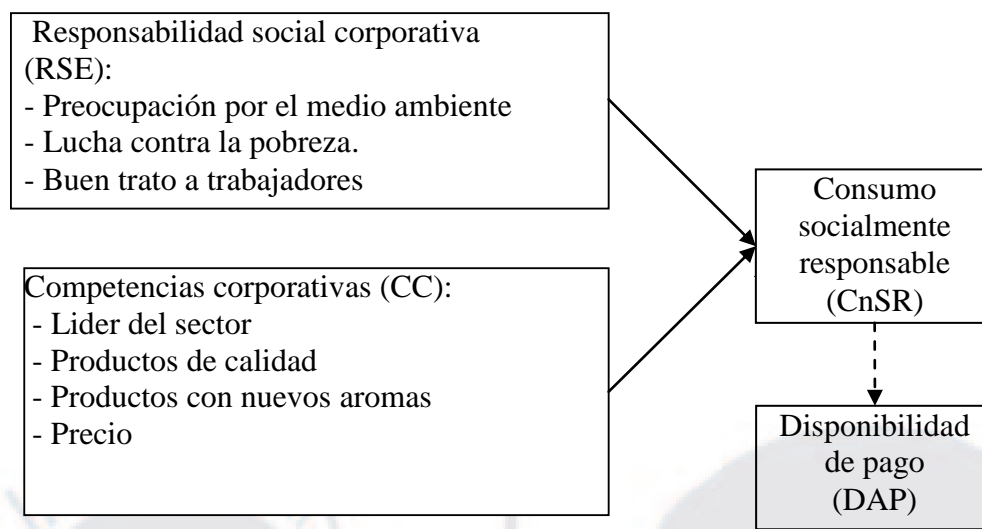 Responsabilidad social corporativa
(RSE):
- Preocupación por el medio ambiente
- Lucha contra la pobreza.
- Buen trato a trabajadores
Competencias corporativas (CC):
- Lider del sector
- Productos de calidad
- Productos con nuevos aromas
- Precio
Consumo
socialmente
responsable
(CnSR)
Disponibilidad
de pago
(DAP)